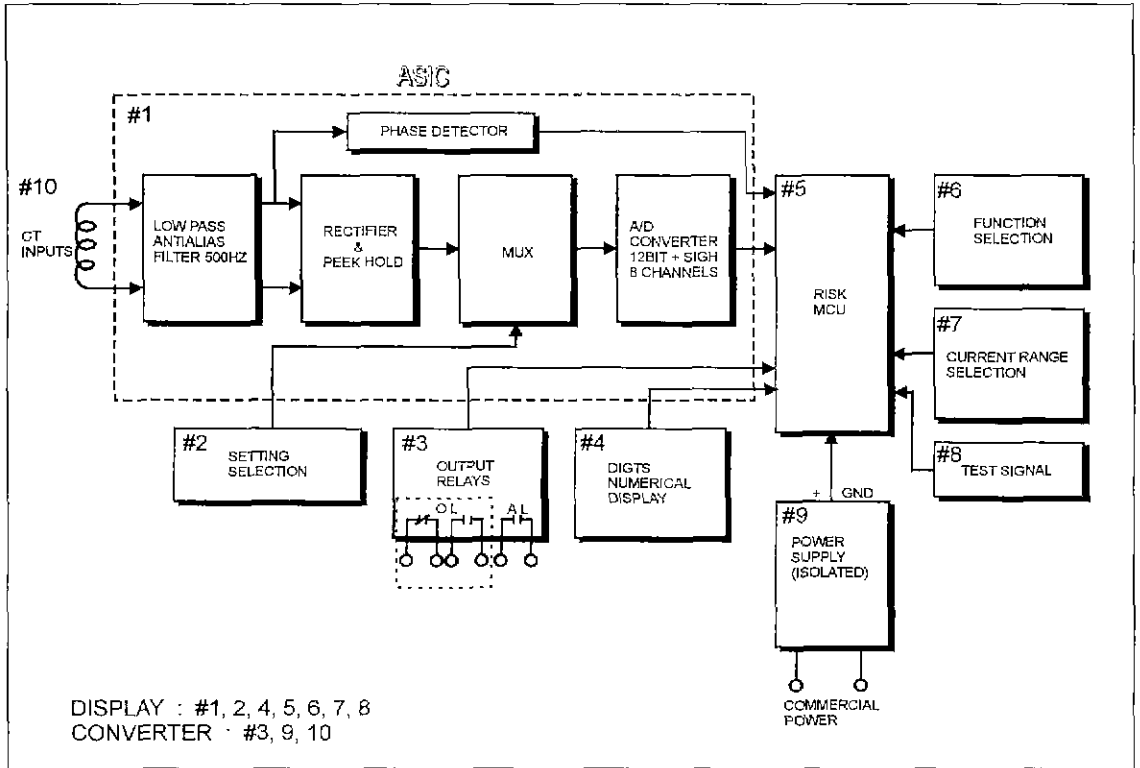 ASIC
#1
PHASE DETECTOR
#10
CT
INPUTS
LOW PASS
ANTIALIAS
FILTER 500HZ
RECTIFIER
&
PEEK HOLD
MUX
A/D
CONVERTER
12BIT + SIGH
8 CHANNELS
#5
RISK
MCU
#6
FUNCTION
SELECTION
#7
CURRENT RANGE
SELECTION
#8
TEST SIGNAL
#2
SETTING
SELECTION
#3
OUTPUT
RELAYS
O L
A L
#4
DIGTS
NUMERICAL
DISPLAY
+ GND
#9
POWER
SUPPLY
(ISOLATED)
COMMERCIAL
POWER
DISPLAY : #1, 2, 4, 5, 6, 7, 8
CONVERTER : #3, 9, 10